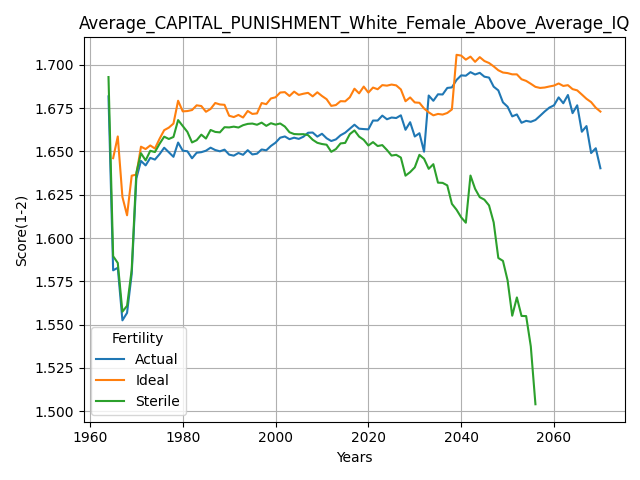 Average_CAPITAL_PUNISHMENT_White_Female_Above_Average_IQ
1.700
1.675
1.650
1.625
1.600
1.575
1.550
1.525
1.500
Score(1-2)
Fertility
Actual
Ideal
Sterile
1960
1980
2000
2020
2040
2060
Years